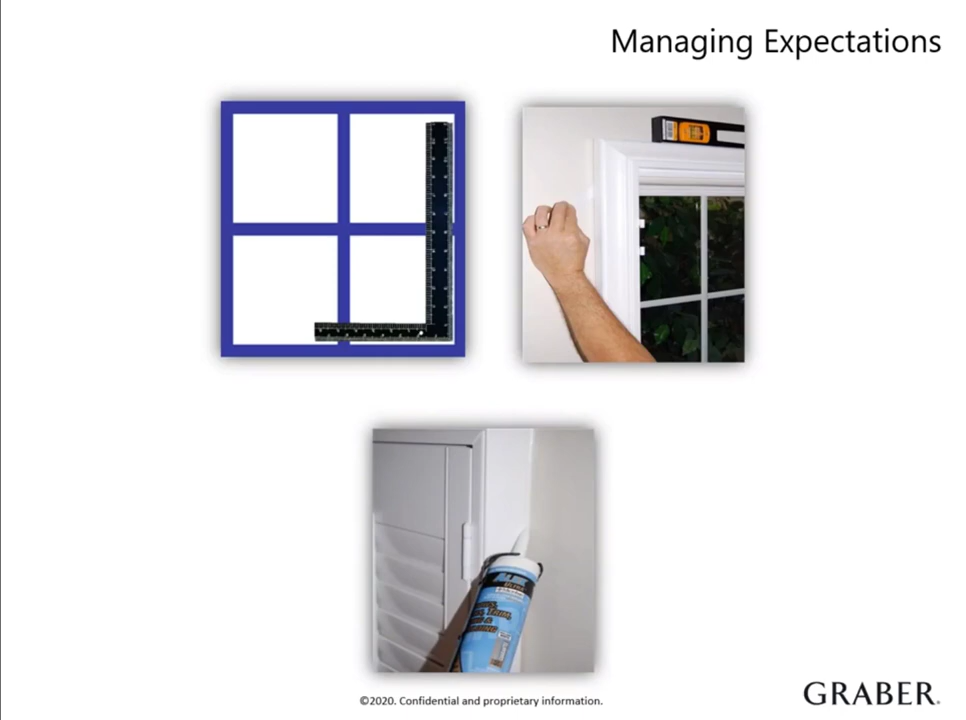 Managing Expectations
©2020. Confidential and proprietary information.
GRABER.